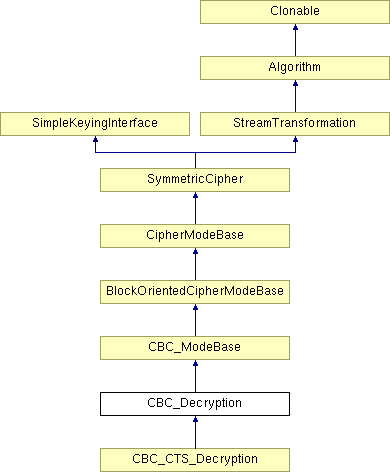 Clonable
Algorithm
SimpleKeyingInterface
StreamTransformation
SymmetricCipher
CipherModeBase
BlockOrientedCipherModeBase
CBC_ModeBase
CBC_Decryption
CBC_CTS_Decryption